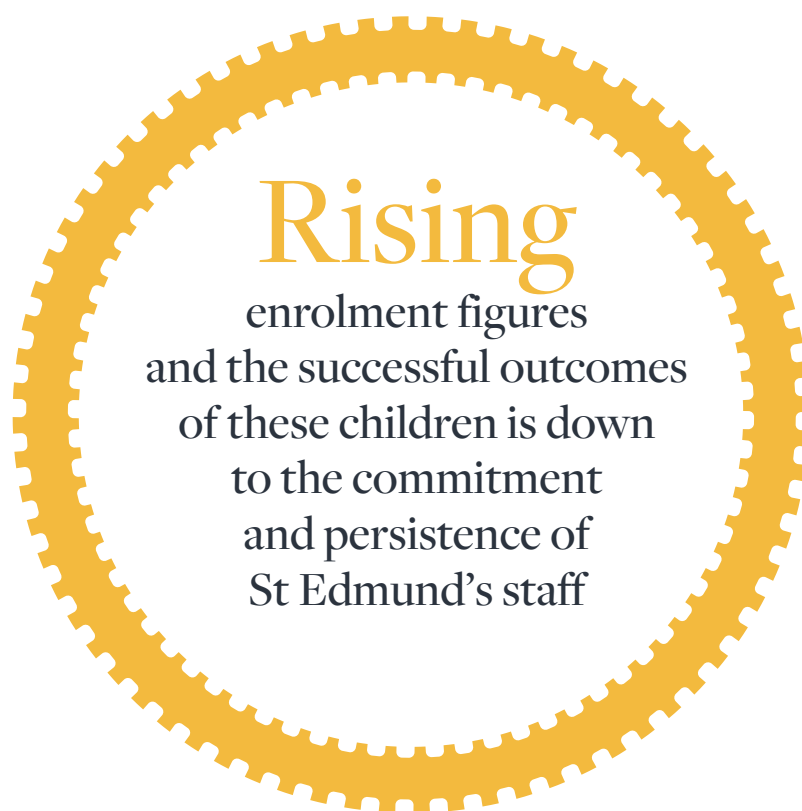 Rising
enrolment figures
and the successful outcomes
of these children is down
to the commitment
and persistence of
St Edmund’s staff